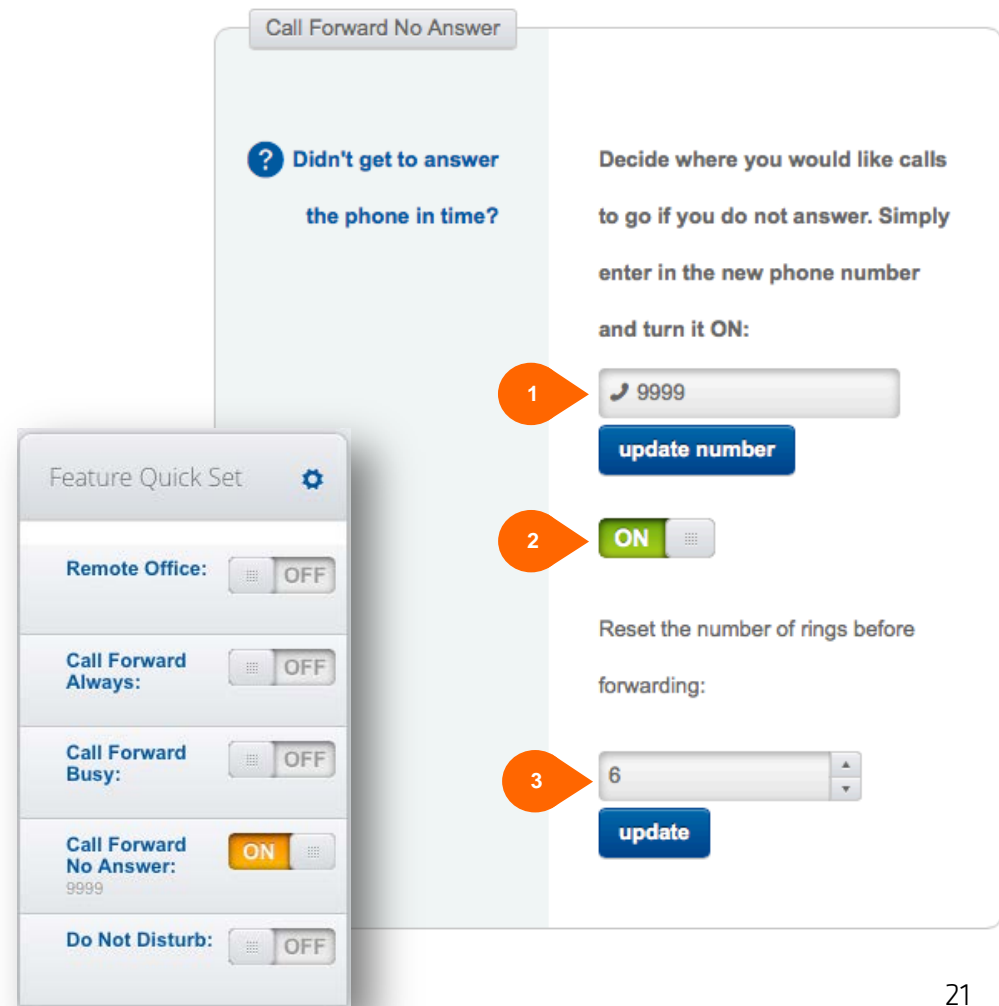 Call Forward No Answer
? Didn't get to answer
the phone in time?
Decide where you would like calls
to go if you do not answer. Simply
enter in the new phone number
and turn it ON:
1
9999
update number
2
ON
Reset the number of rings before
forwarding:
3
6
update
Feature Quick Set
Remote Office:
OFF
Call Forward
Always:
OFF
Call Forward
Busy:
OFF
Call Forward
No Answer:
9999
ON
Do Not Disturb:
OFF
21